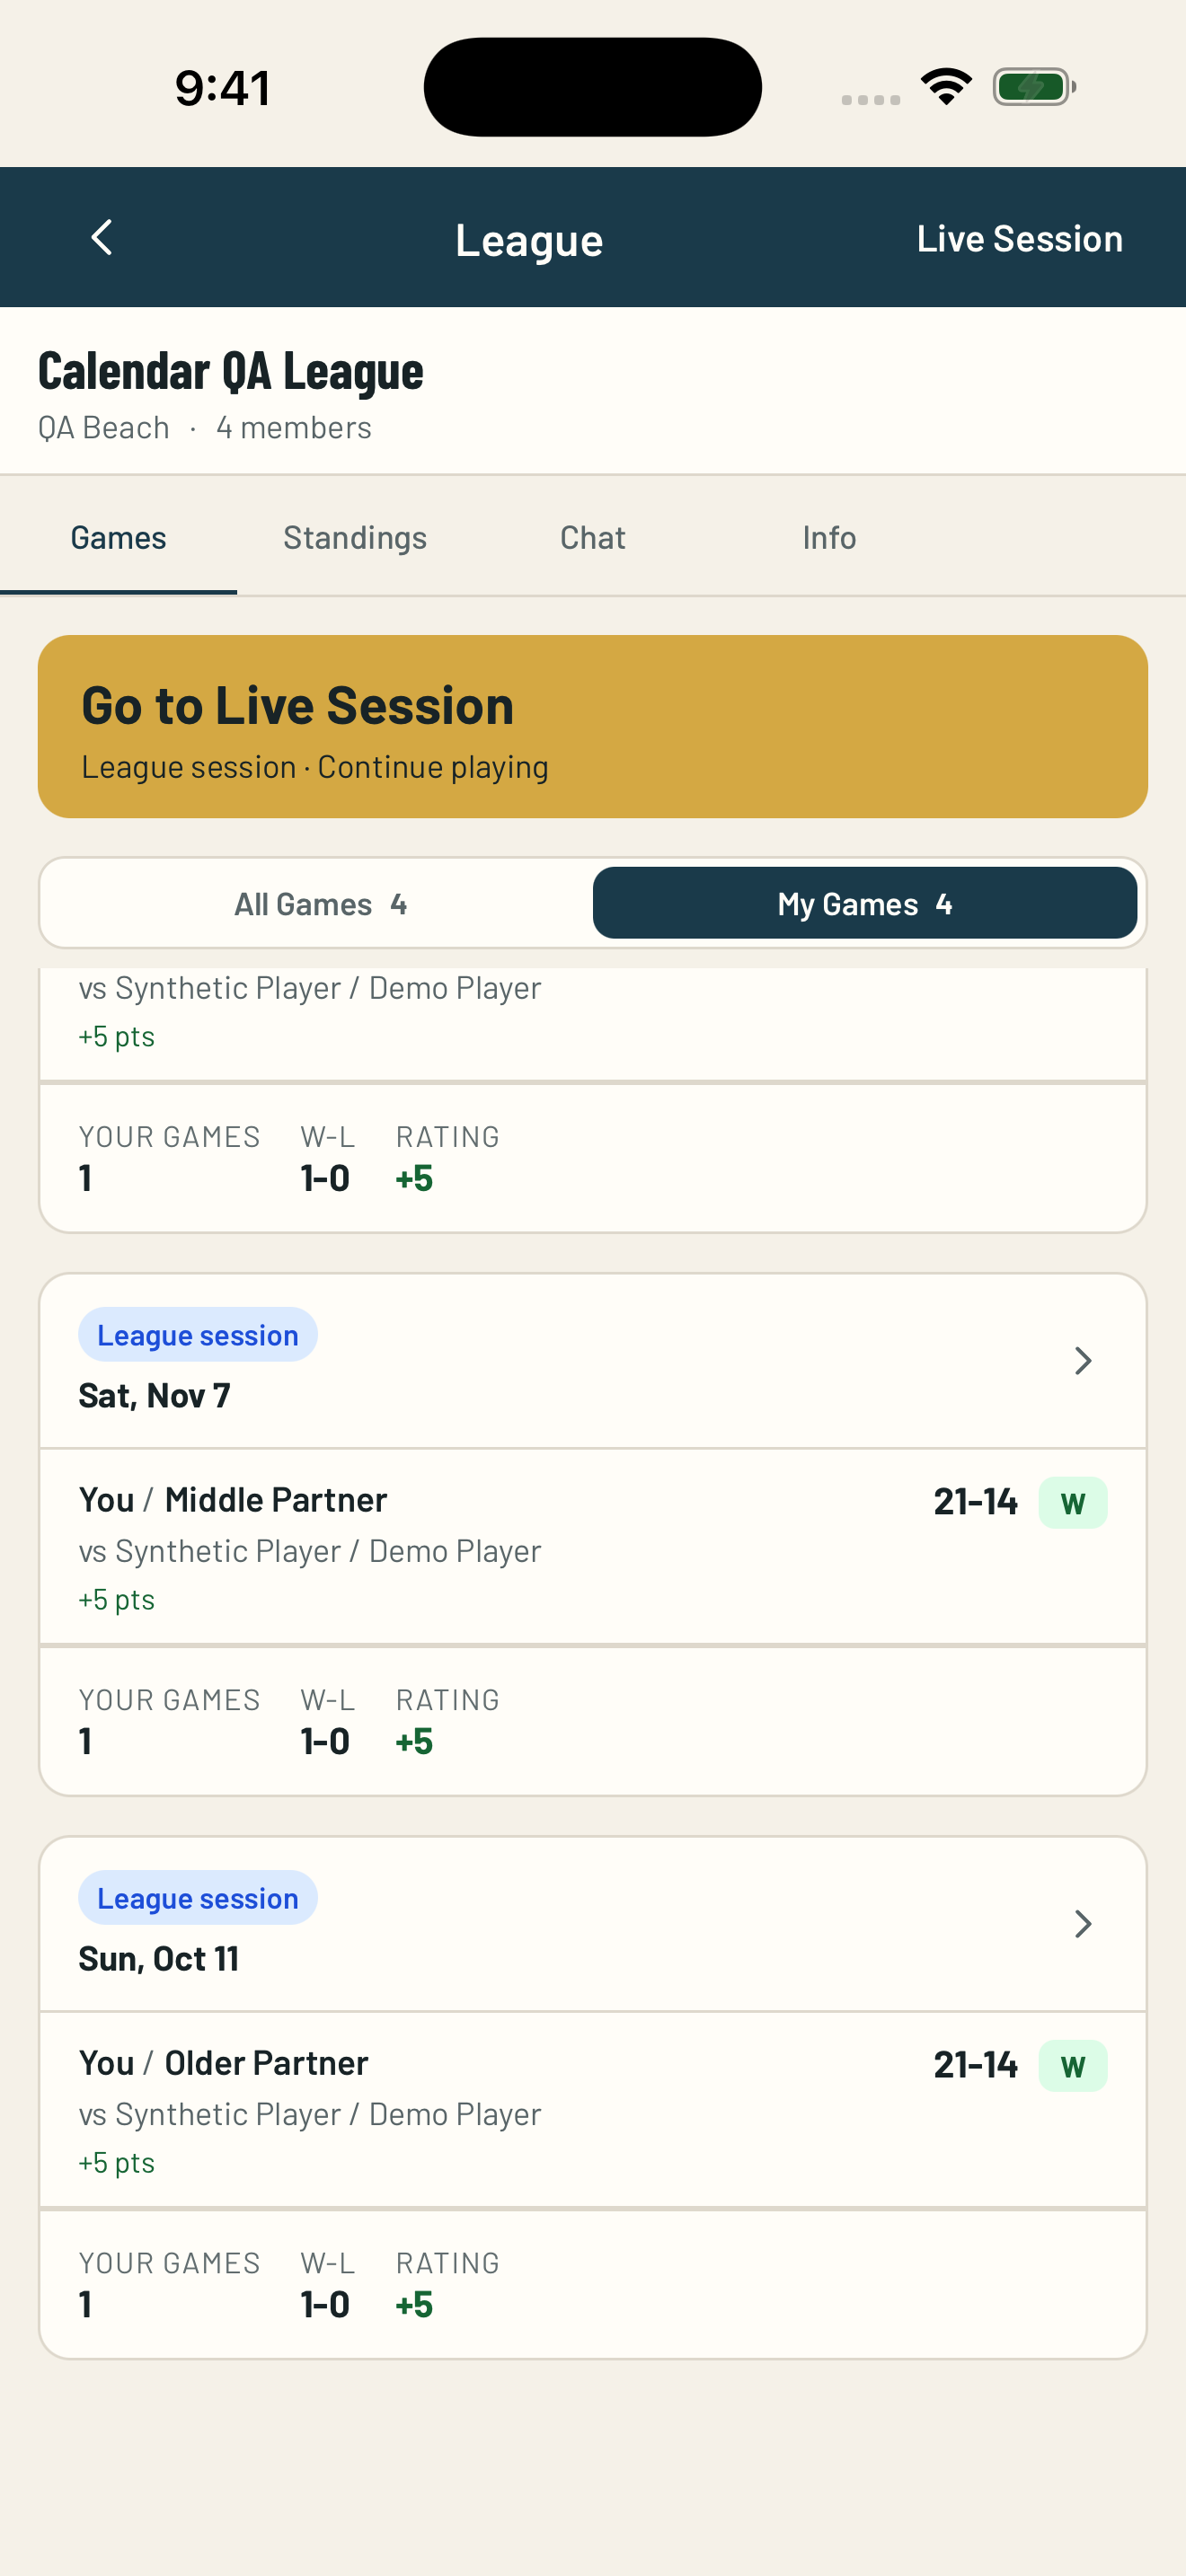 9:41
League
Live Session
Calendar QA League
QA Beach · 4 members
Games
Standings
Chat
Info
Go to Live Session
League session · Continue playing
All Games 4
My Games 4
vs Synthetic Player / Demo Player
+5 pts
YOUR GAMES W-L RATING
1 1-0 +5
League session
Sat, Nov 7
You / Middle Partner 21-14 W
vs Synthetic Player / Demo Player
+5 pts
YOUR GAMES W-L RATING
1 1-0 +5
League session
Sun, Oct 11
You / Older Partner 21-14 W
vs Synthetic Player / Demo Player
+5 pts
YOUR GAMES W-L RATING
1 1-0 +5